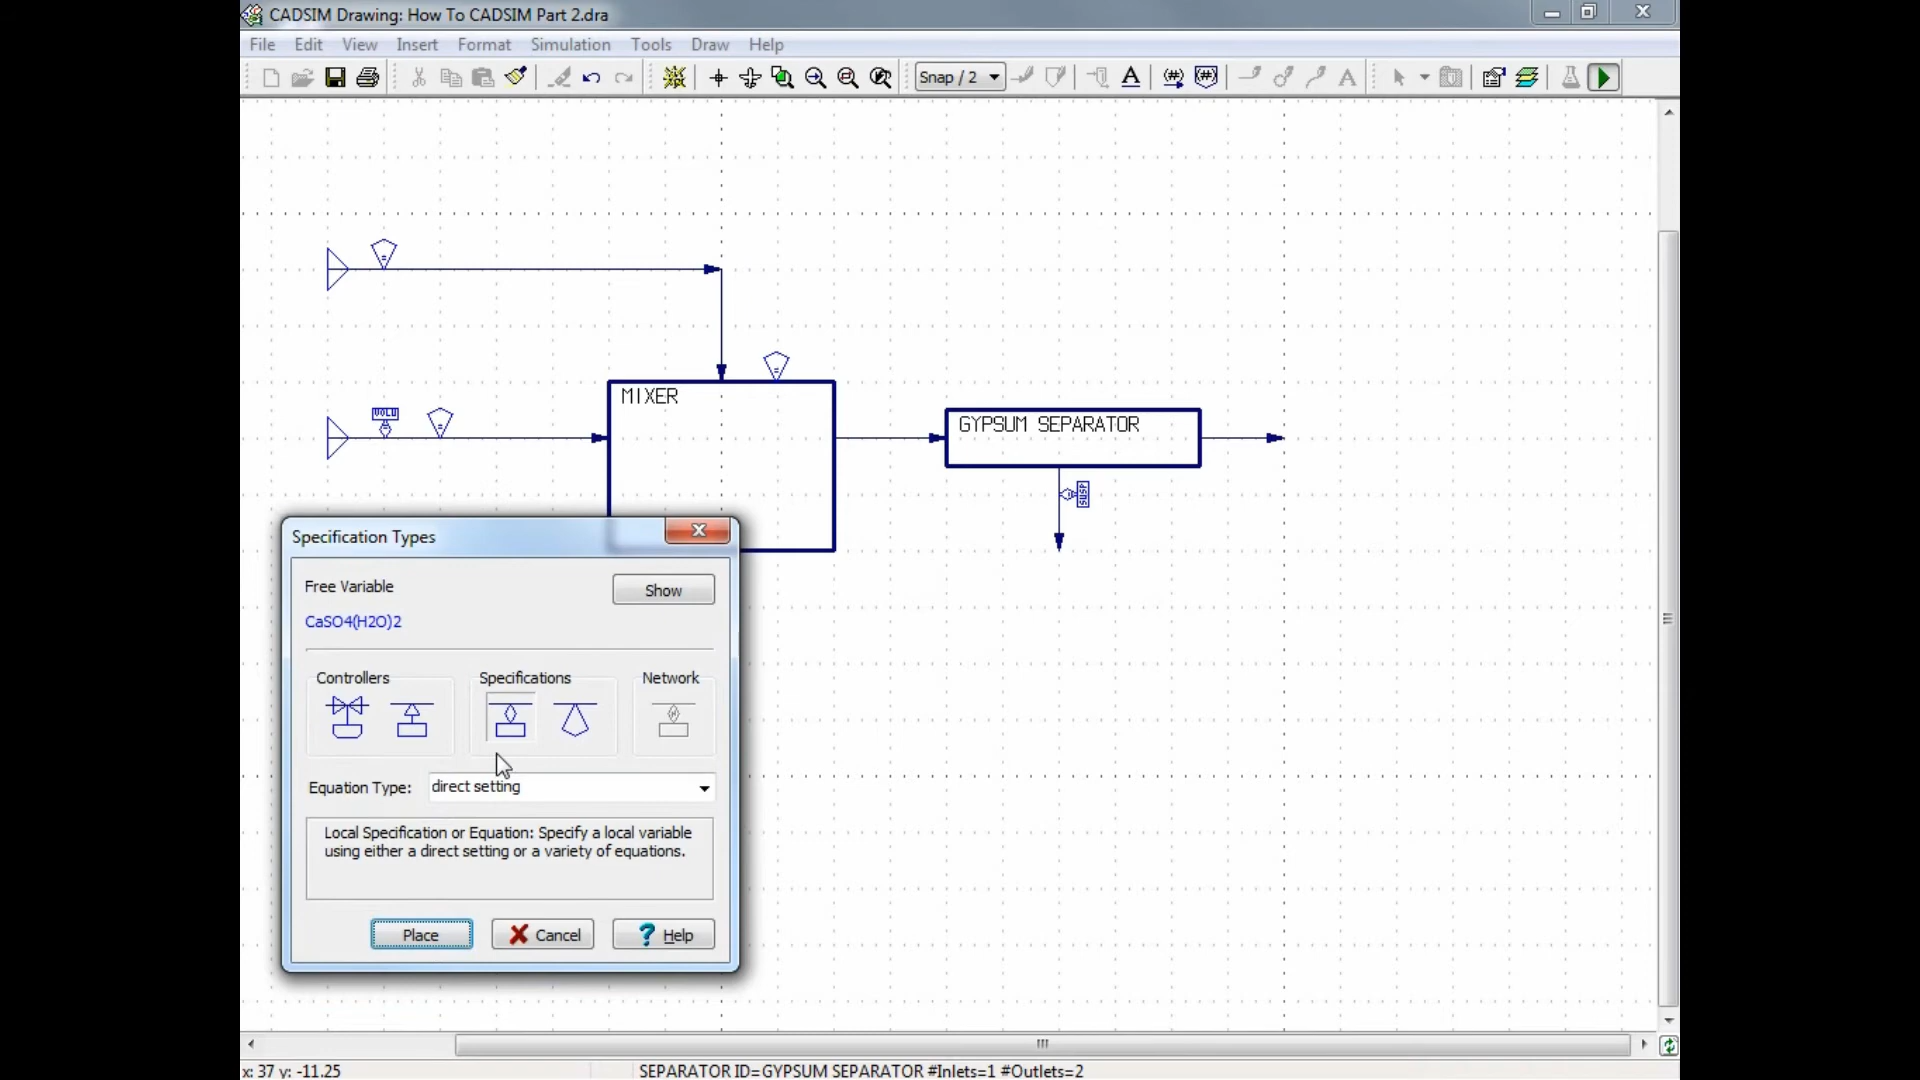 CADSIM Drawing: How To CADSIM Part 2.dra
File Edit View Insert Format Simulation Tools Draw Help
Snap / 2
MIXER
GYPSUM SEPARATOR
SUSP
Specification Types
Free Variable
Show
CaSO4(H2O)2
Controllers Specifications Network
Equation Type: direct setting
Local Specification or Equation: Specify a local variable
using either a direct setting or a variety of equations.
Place Cancel Help
x: 37 y: -11.25 SEPARATOR ID=GYPSUM SEPARATOR #Inlets=1 #Outlets=2